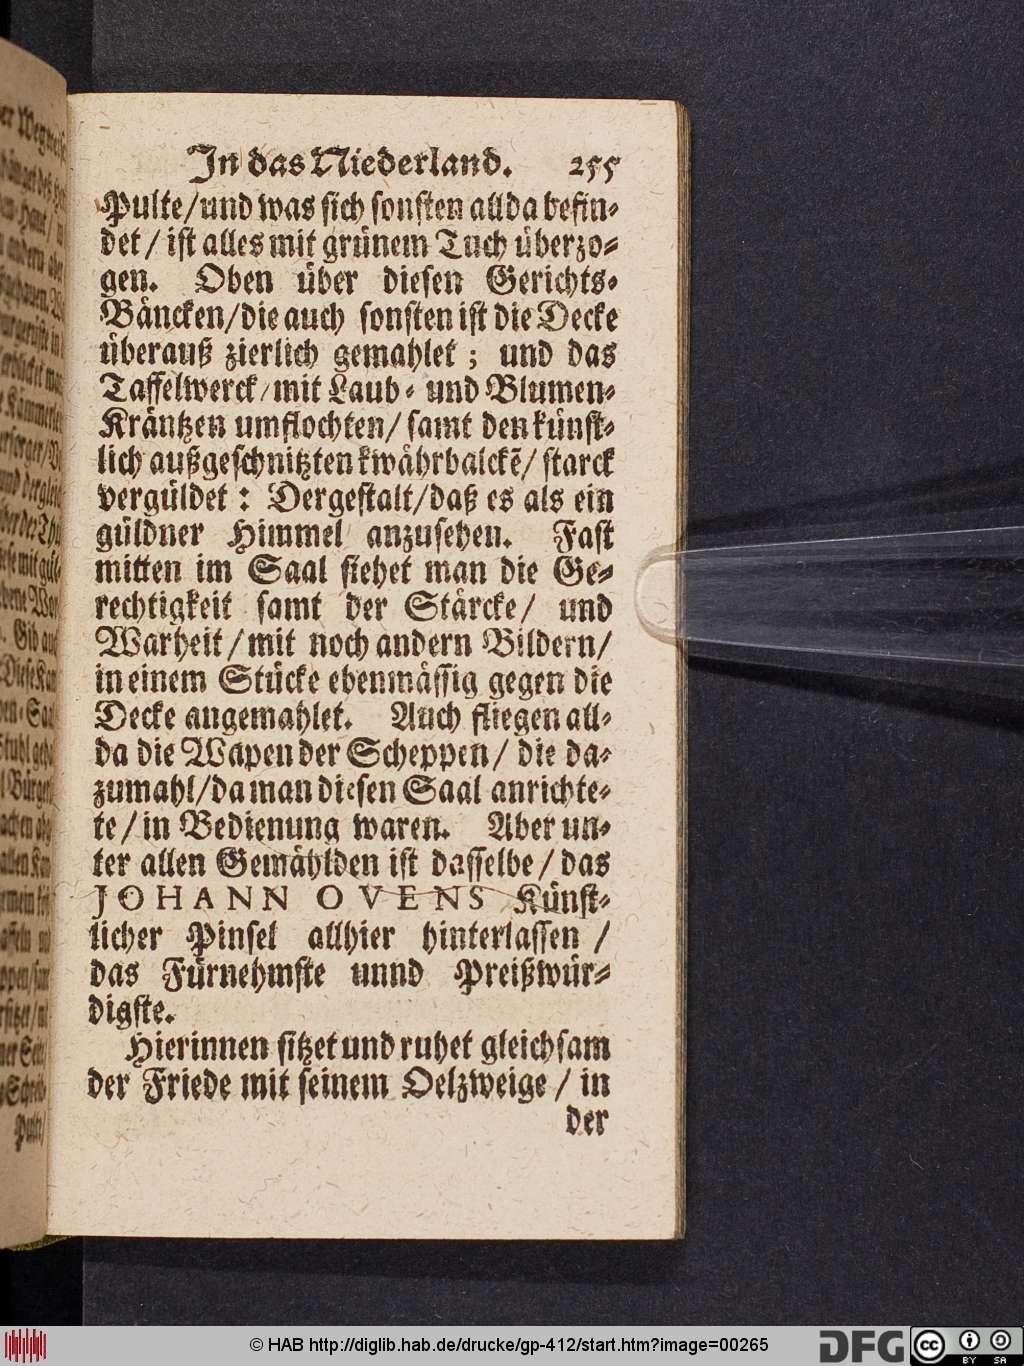 In das Niederland. 255
Pulte/und was sich sonsten allda befin-
det / ist alles mit grünem Tuch überzo-
gen. Oben über diesen Gerichts-
Bäncken/die auch sonsten ist die Decke
überauß zierlich gemahlet ; und das
Taffelwerck/mit Laub- und Blumen-
Kräntzen umflochten/ samt den künst-
lich außgeschnitzten kwährbalckẽ/ starck
vergüldet : Dergestalt/daß es als ein
güldner Himmel anzusehen. Fast
mitten im Saal siehet man die Ge-
rechtigkeit samt der Stärcke/ und
Warheit/mit noch andern Bildern/
in einem Stücke ebenmässig gegen die
Decke angemahlet. Auch fliegen all-
da die Wapen der Scheppen/ die da-
zumahl/da man diesen Saal anrichte-
te/in Bedienung waren. Aber un-
ter allen Gemählden ist dasselbe/das
JOHANN OVENS Künst-
licher Pinsel allhier hinterlassen /
das Fürnehmste unnd Preißwür-
digste.
Hierinnen sitzet und ruhet gleichsam
der Friede mit seinem Oelzweige / in
der
© HAB http://diglib.hab.de/drucke/gp-412/start.htm?image=00265
DFG
cc
BY SA